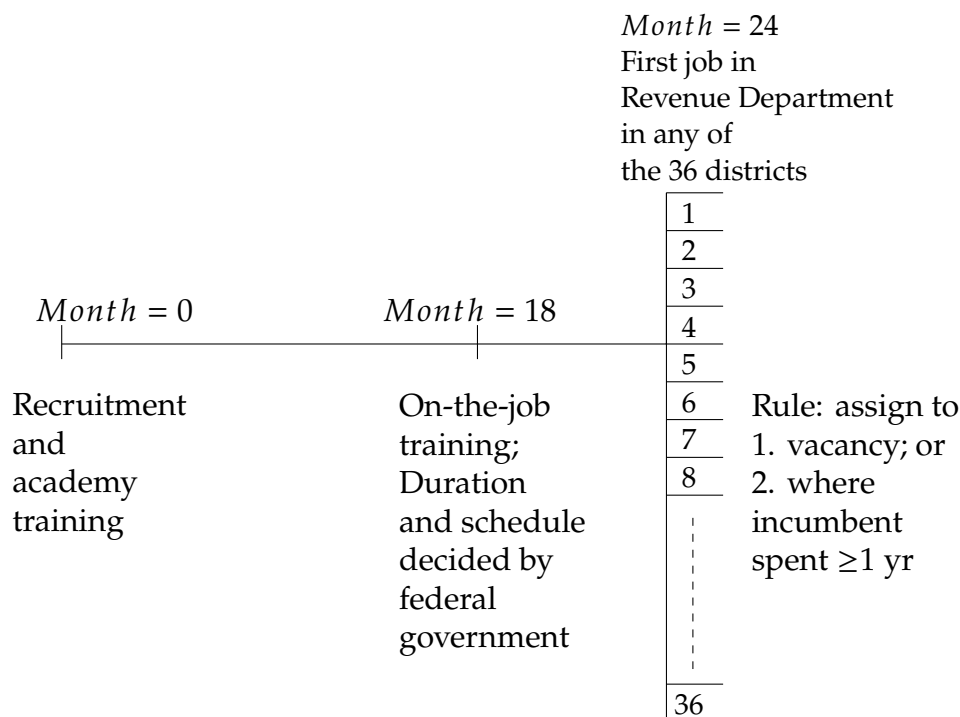 Month = 24
First job in
Revenue Department
in any of
the 36 districts
1
2
3
4
5
6
7
8
36
Month = 0
Month = 18
Recruitment
and
academy
training
On-the-job
training;
Duration
and schedule
decided by
federal
government
Rule: assign to
1. vacancy; or
2. where
incumbent
spent ≥1 yr